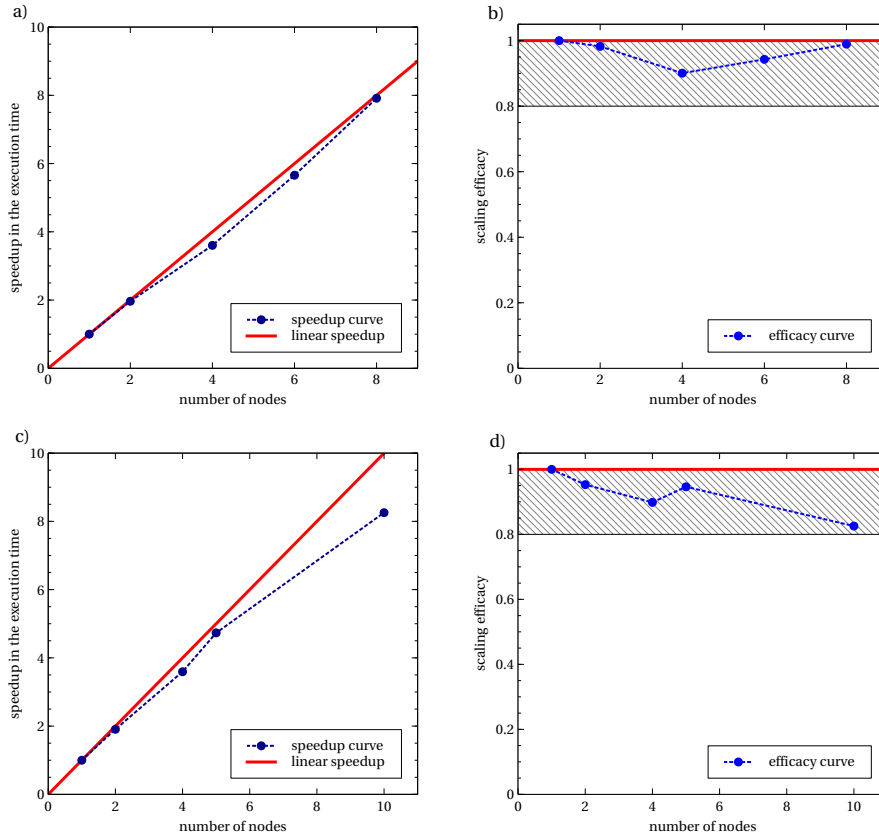 a)
10
8
6
4
2
0
0 2 4 6 8
speedup in the execution time
number of nodes
speedup curve
linear speedup
b)
1
0.8
0.6
0.4
0.2
0
0 2 4 6 8
scaling efficacy
number of nodes
efficacy curve
c)
10
8
6
4
2
0
0 2 4 6 8 10
speedup in the execution time
number of nodes
speedup curve
linear speedup
d)
1
0.8
0.6
0.4
0.2
0
0 2 4 6 8 10
scaling efficacy
number of nodes
efficacy curve